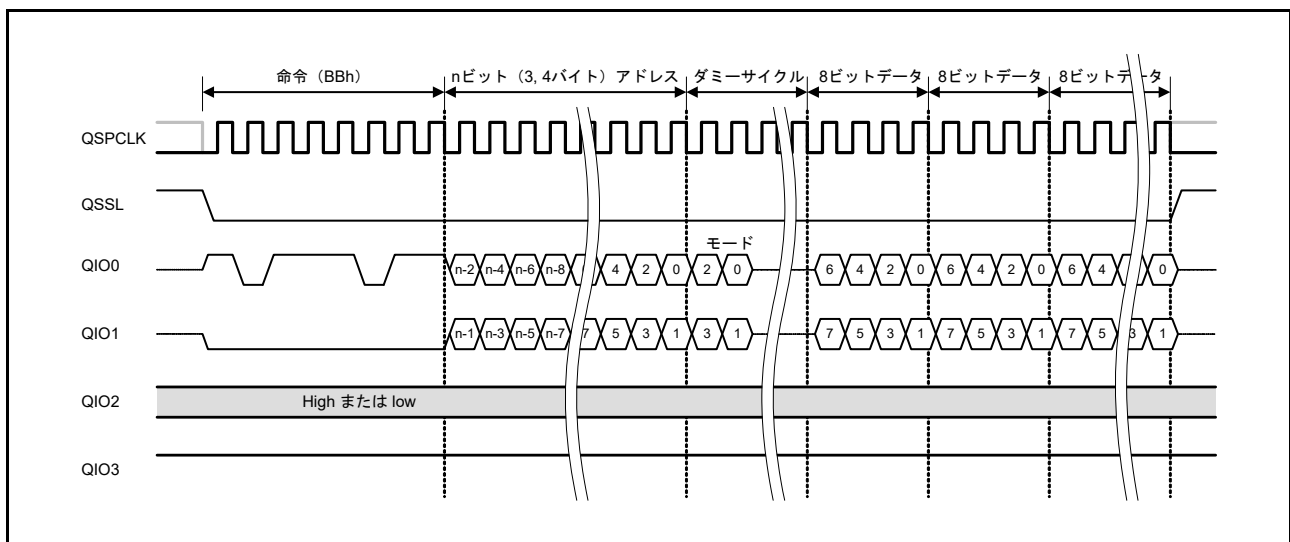 命令（BBh） nビット（3, 4バイト）アドレス ダミーサイクル 8ビットデータ 8ビットデータ 8ビットデータ
QSPCLK
QSSL
モード
QIO0 n-2 n-4 n-6 n-8 4 2 0 2 0 6 4 2 0 6 4 2 0 6 4 0
QIO1 n-1 n-3 n-5 n-7 7 5 3 1 3 1 7 5 3 1 7 5 3 1 7 5 3 1
QIO2 High または low
QIO3